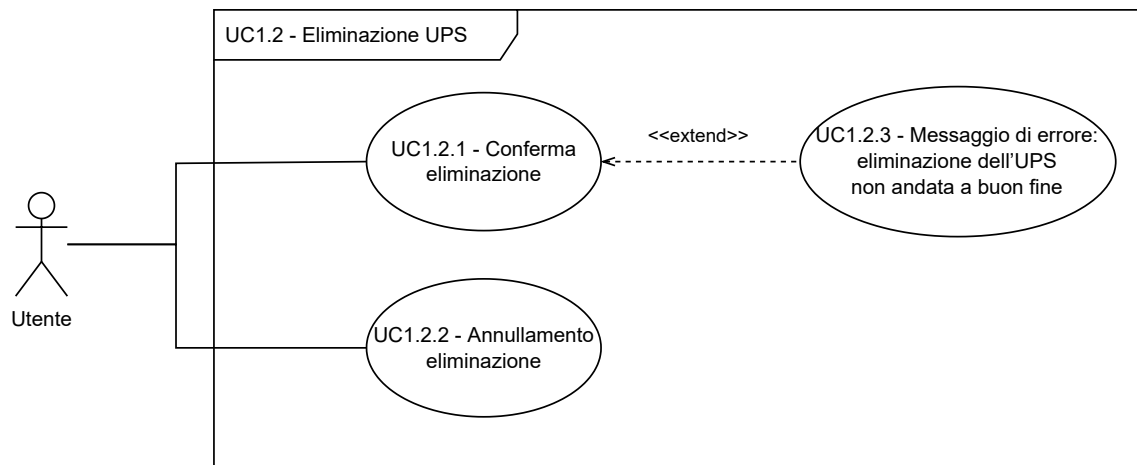 UC1.2 - Eliminazione UPS
UC1.2.1 - Conferma
eliminazione
<<extend>>
UC1.2.3 - Messaggio di errore:
eliminazione dell'UPS
non andata a buon fine
Utente
UC1.2.2 - Annullamento
eliminazione